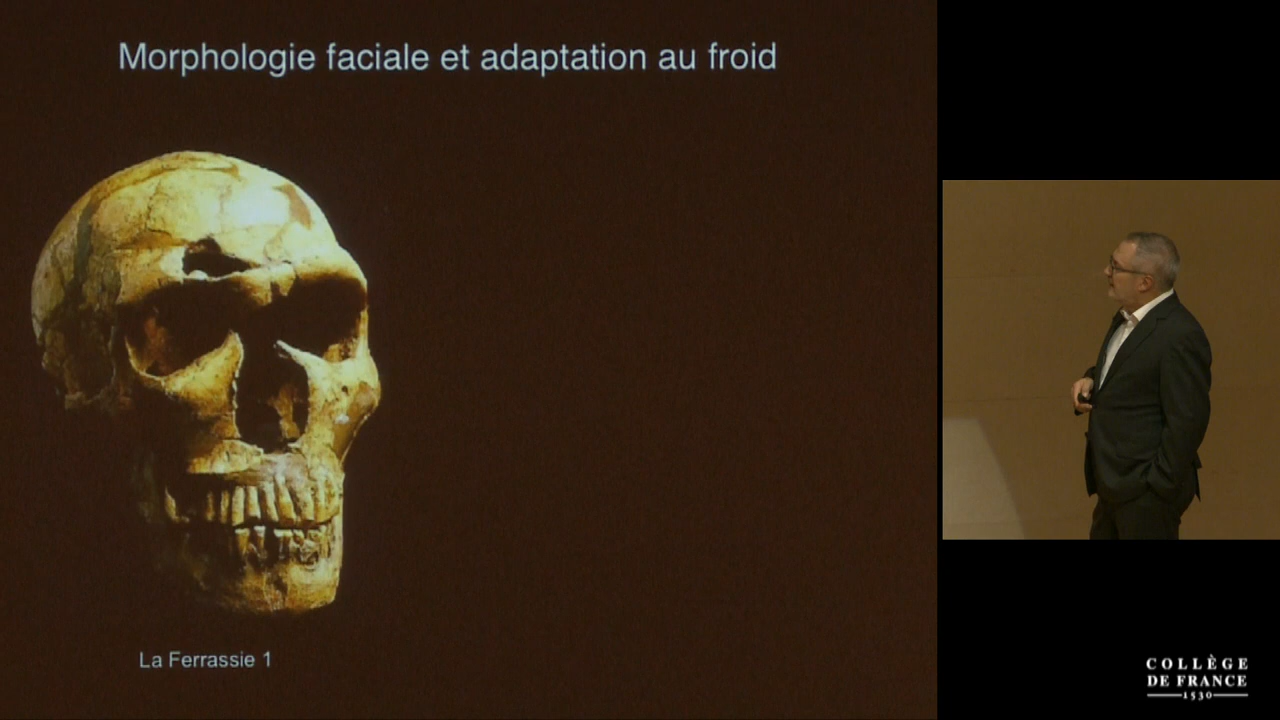 Morphologie faciale et adaptation au froid
La Ferrassie 1
COLLÈGE
DE FRANCE
1530